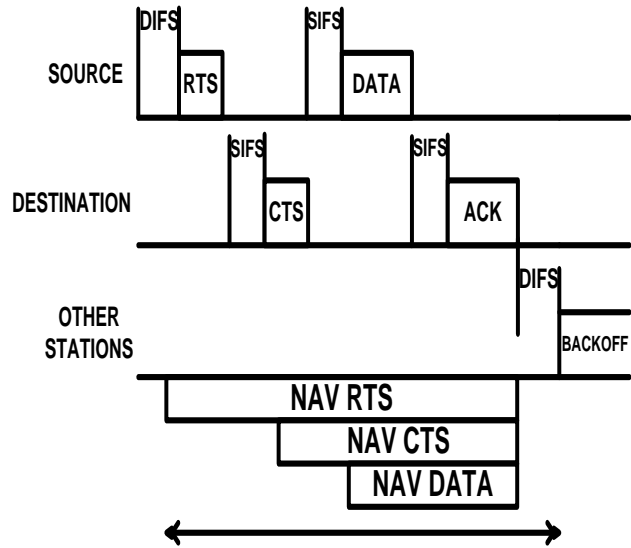 DIFS SIFS
SOURCE RTS DATA
SIFS SIFS
DESTINATION CTS ACK
DIFS
OTHER
STATIONS BACKOFF
NAV RTS
NAV CTS
NAV DATA